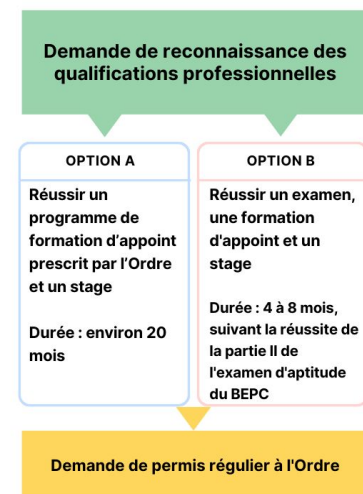 Demande de reconnaissance des
qualifications professionnelles
OPTION A
Réussir un
programme de
formation d'appoint
prescrit par l'Ordre
et un stage
Durée : environ 20
mois
OPTION B
Réussir un examen,
une formation
d'appoint et un
stage
Durée : 4 à 8 mois,
suivant la réussite de
la partie II de
l'examen d'aptitude
du BEPC
Demande de permis régulier à l'Ordre